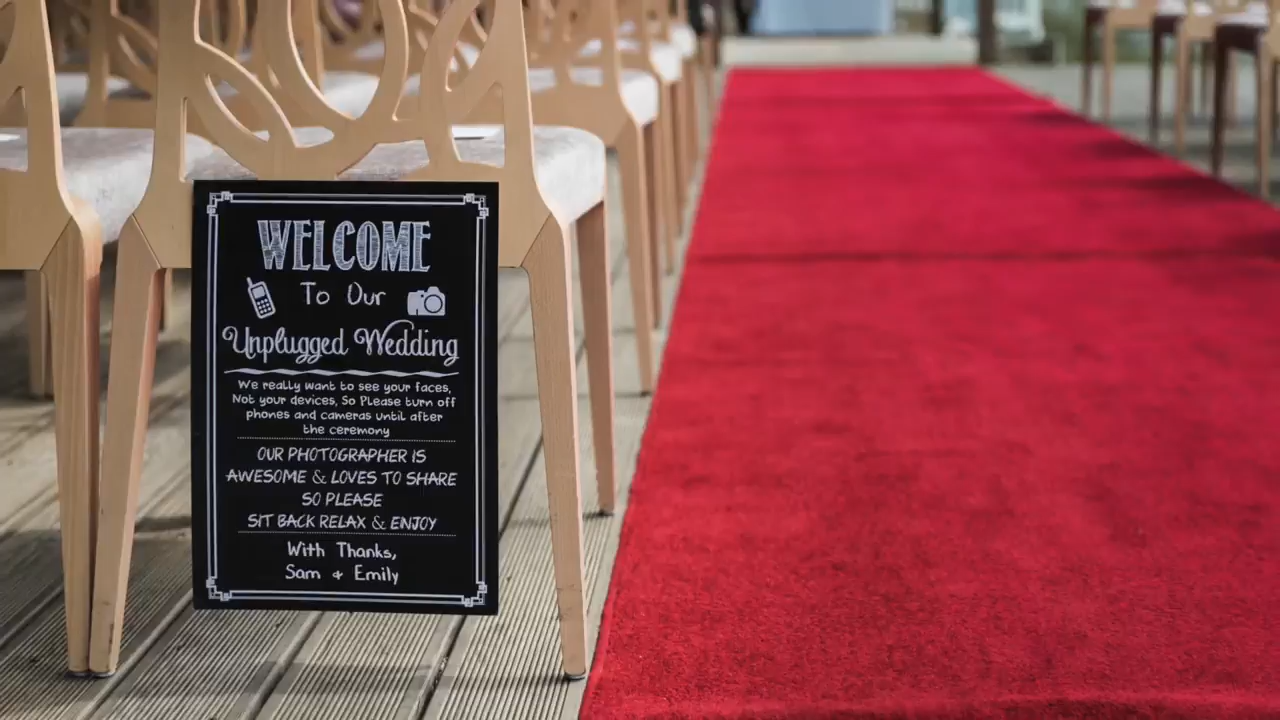 WELCOME
To Our
Unplugged Wedding
We really want to see your faces,
Not your devices, So Please turn off
phones and cameras until after
the ceremony
OUR PHOTOGRAPHER IS
AWESOME & LOVES TO SHARE
SO PLEASE
SIT BACK RELAX & ENJOY
With Thanks,
Sam & Emily